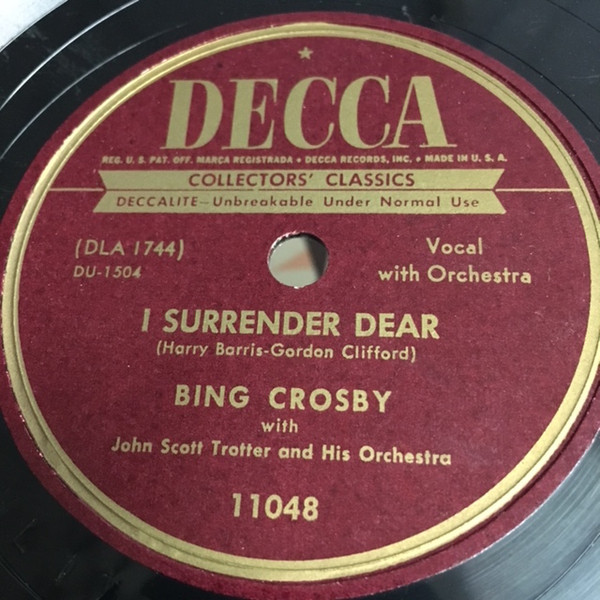 DECCA
REG. U. S. PAT. OFF. MARCA REGISTRADA • DECCA RECORDS, INC. • MADE IN U. S. A.
COLLECTORS' CLASSICS
DECCALITE—Unbreakable Under Normal Use
(DLA 1744)
DU-1504
Vocal
with Orchestra
I SURRENDER DEAR
(Harry Barris-Gordon Clifford)
BING CROSBY
with
John Scott Trotter and His Orchestra
11048